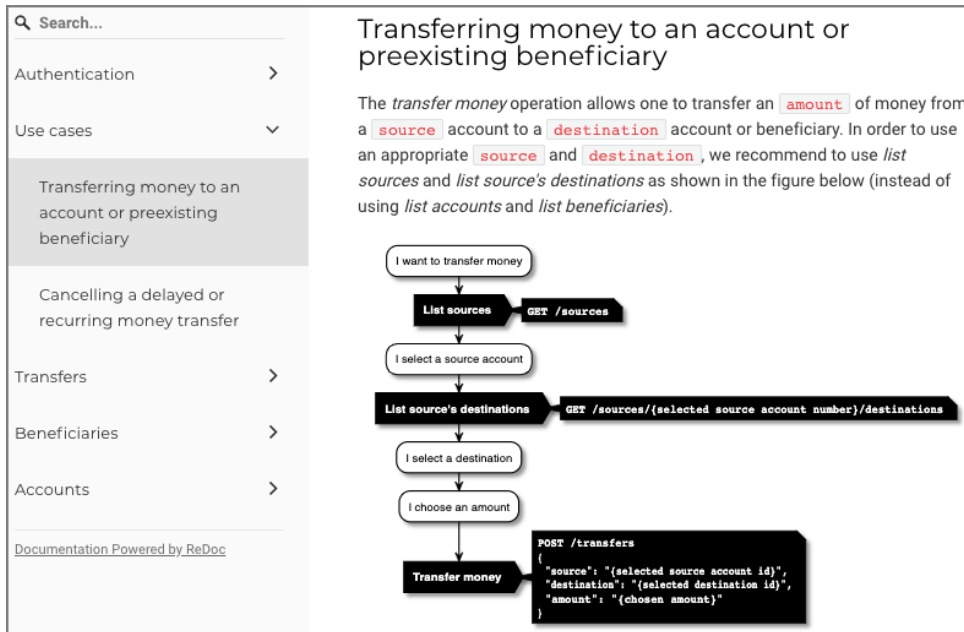 Search...
Authentication
Use cases
Transferring money to an
account or preexisting
beneficiary
Cancelling a delayed or
recurring money transfer
Transfers
Beneficiaries
Accounts
Documentation Powered by ReDoc
Transferring money to an account or
preexisting beneficiary
The transfer money operation allows one to transfer an amount of money from
a source account to a destination account or beneficiary. In order to use
an appropriate source and destination, we recommend to use list
sources and list source's destinations as shown in the figure below (instead of
using list accounts and list beneficiaries).
I want to transfer money
List sources
GET /sources
I select a source account
List source's destinations
GET /sources/{selected source account number}/destinations
I select a destination
I choose an amount
Transfer money
POST /transfers
{
"source": "{selected source account id}",
"destination": "{selected destination id}",
"amount": "{chosen amount}"
}